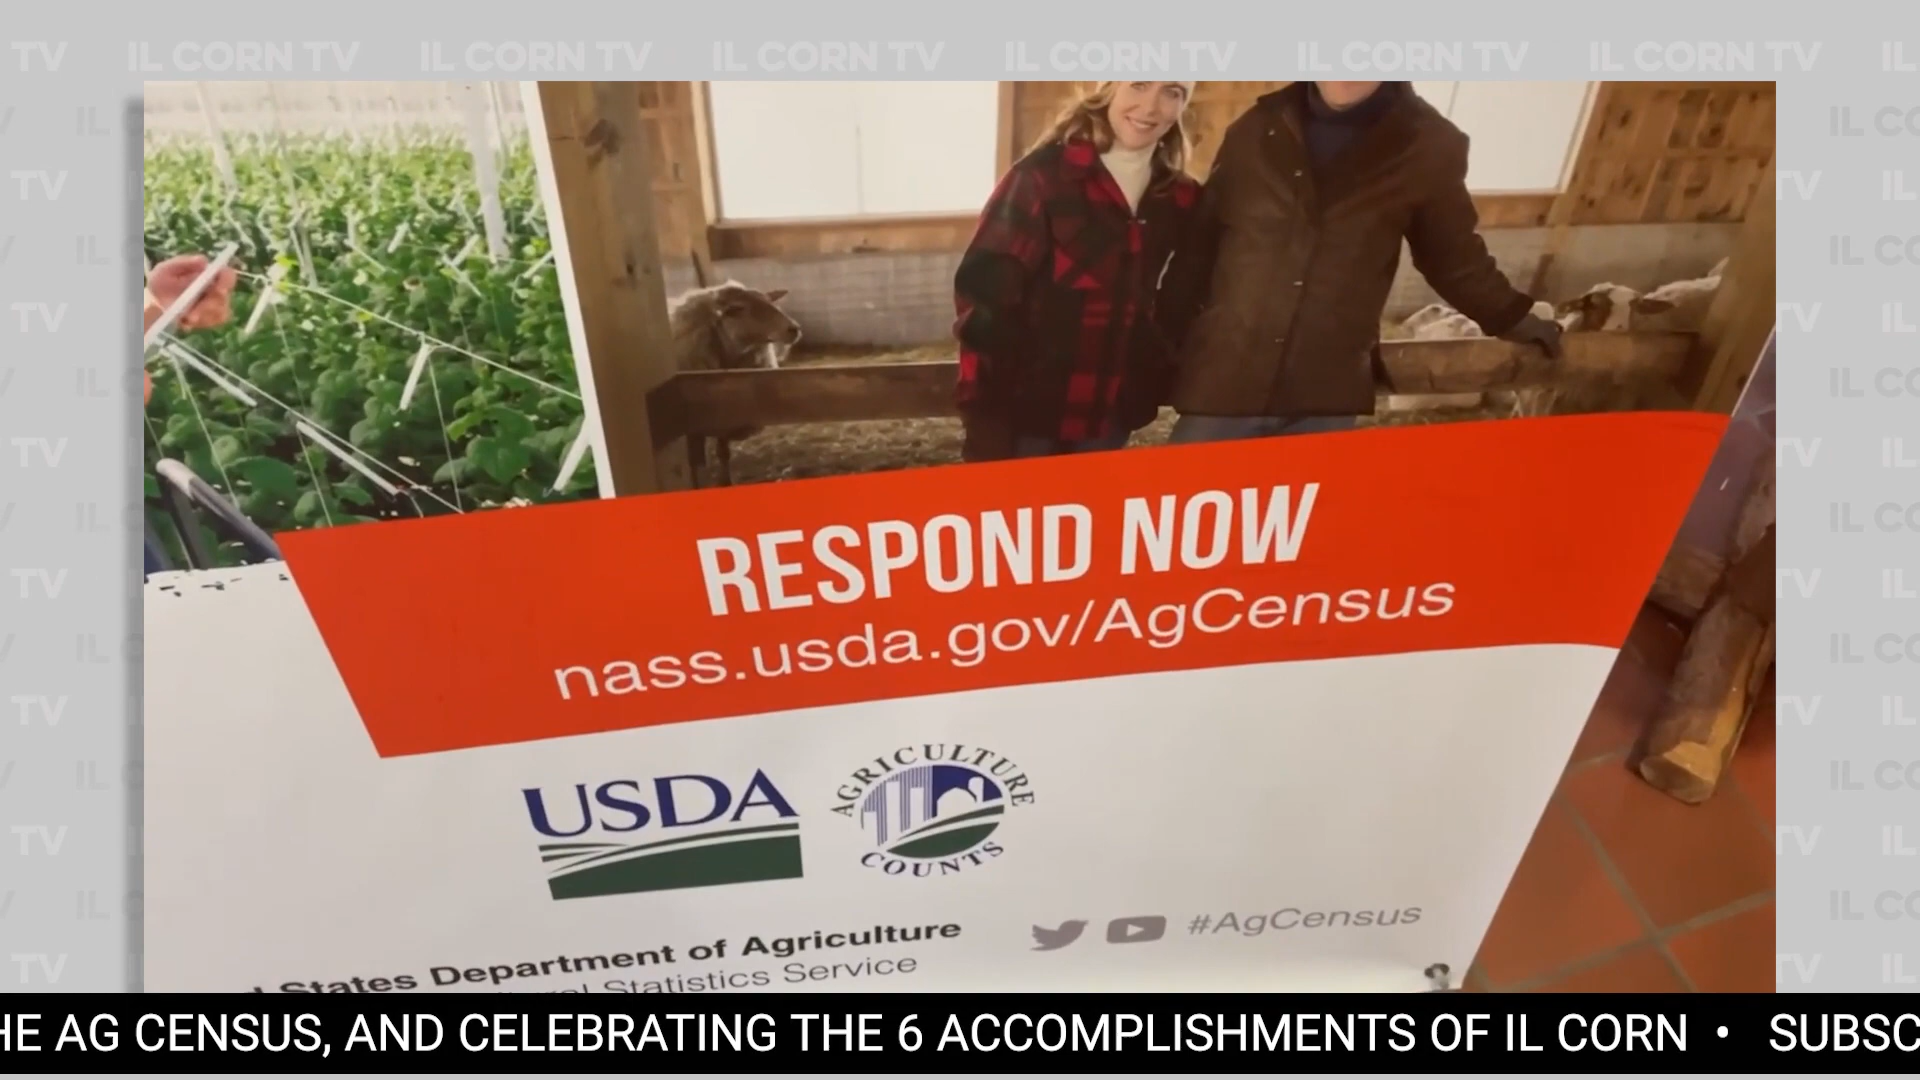 IL CORN TV
RESPOND NOW
nass.usda.gov/AgCensus
USDA
AGRICULTURE
COUNTS
States Department of Agriculture
#AgCensus
Statistics Service
HE AG CENSUS, AND CELEBRATING THE 6 ACCOMPLISHMENTS OF IL CORN • SUBSC